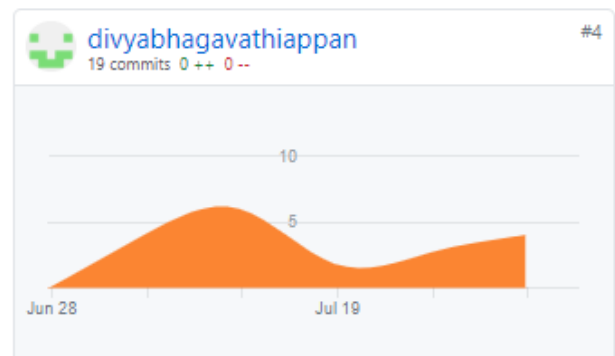 divyabhagavathiappan #4
19 commits 0 ++ 0 --
10
5
Jun 28 Jul 19